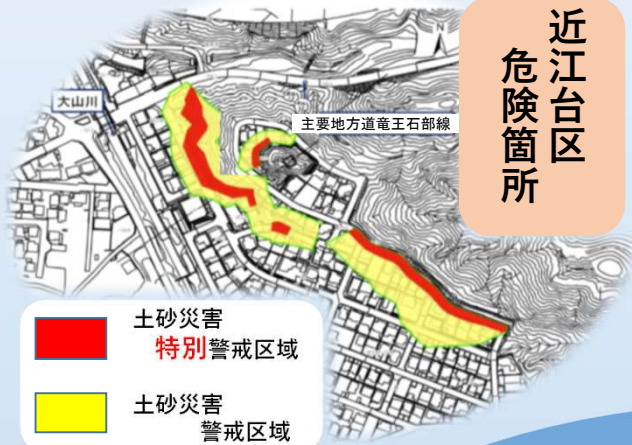 近江台区
危険箇所
大山川
主要地方道竜王石部線
N
土砂災害
特別警戒区域
土砂災害
警戒区域